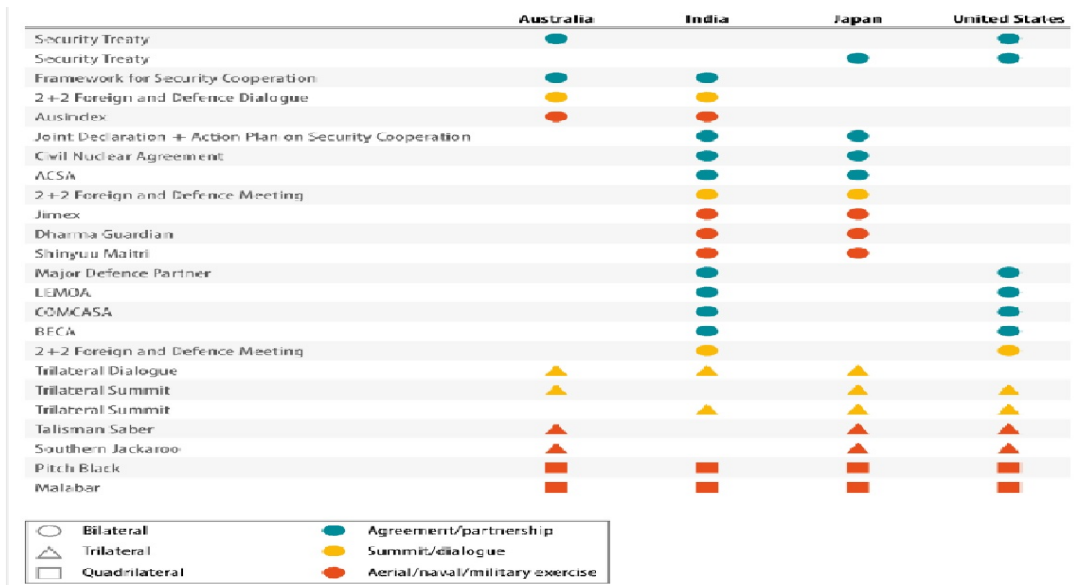 Australia India Japan United States
Security Treaty
Security Treaty
Framework for Security Cooperation
2+2 Foreign and Defence Dialogue
Ausindex
Joint Declaration + Action Plan on Security Cooperation
Civil Nuclear Agreement
ACSA
2+2 Foreign and Defence Meeting
Jimex
Dharma Guardian
Shinyuu Maitri
Major Defence Partner
LEMOA
COMCASA
BECA
2+2 Foreign and Defence Meeting
Trilateral Dialogue
Trilateral Summit
Trilateral Summit
Talisman Saber
Southern Jackaroo
Pitch Black
Malabar
Bilateral Agreement/partnership
Trilateral Summit/dialogue
Quadrilateral Aerial/naval/military exercise